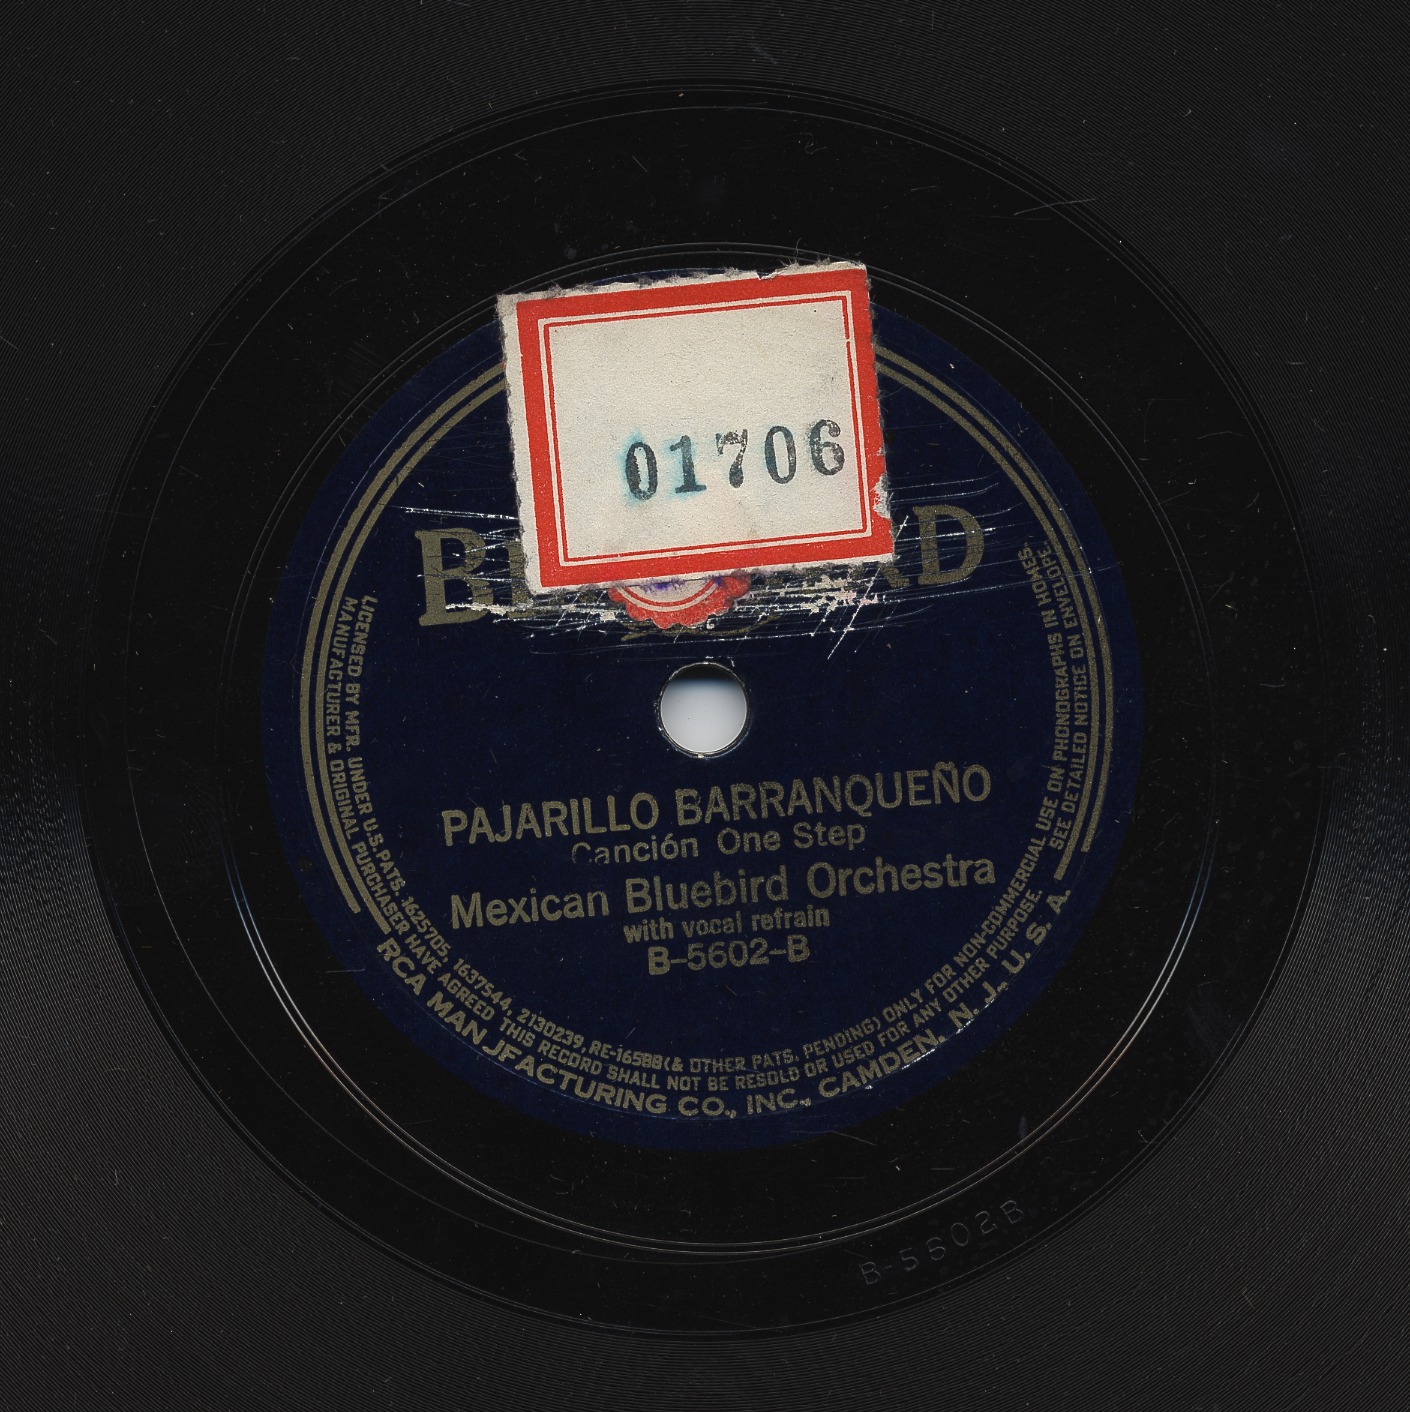 01706
PAJARILLO BARRANQUEÑO
Canción One Step
Mexican Bluebird Orchestra
with vocal refrain
B-5602-B
LICENSED BY MFR. UNDER U.S. PATS. 1625705, 1637544, 2130239, RE-16588 (& OTHER PATS. PENDING) ONLY FOR NON-COMMERCIAL USE ON PHONOGRAPHS IN HOMES.
MANUFACTURER & ORIGINAL PURCHASER HAVE AGREED THIS RECORD SHALL NOT BE RESOLD OR USED FOR ANY OTHER PURPOSE. SEE DETAILED NOTICE ON ENVELOPE.
RCA MANUFACTURING CO., INC., CAMDEN, N. J., U. S. A.
B-5602B